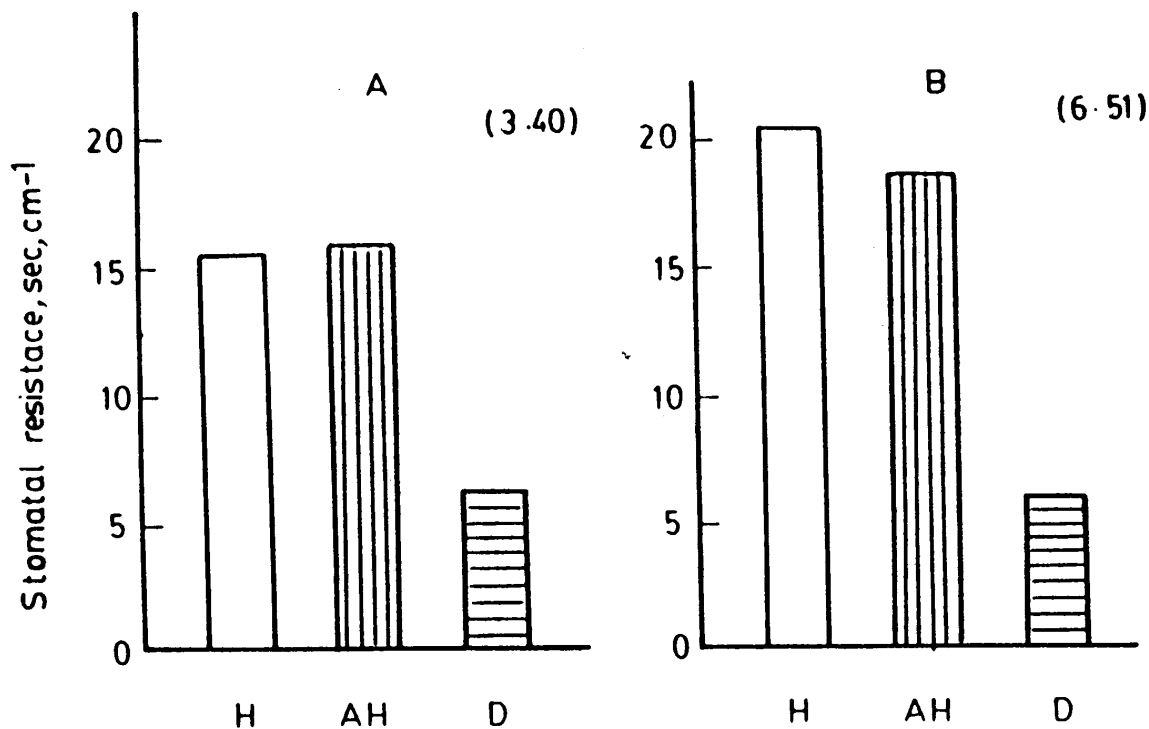 A
(3.40)
20
15
10
5
0
Stomatal resistace, sec, cm-1
H AH D
B
(6.51)
20
15
10
5
0
H AH D